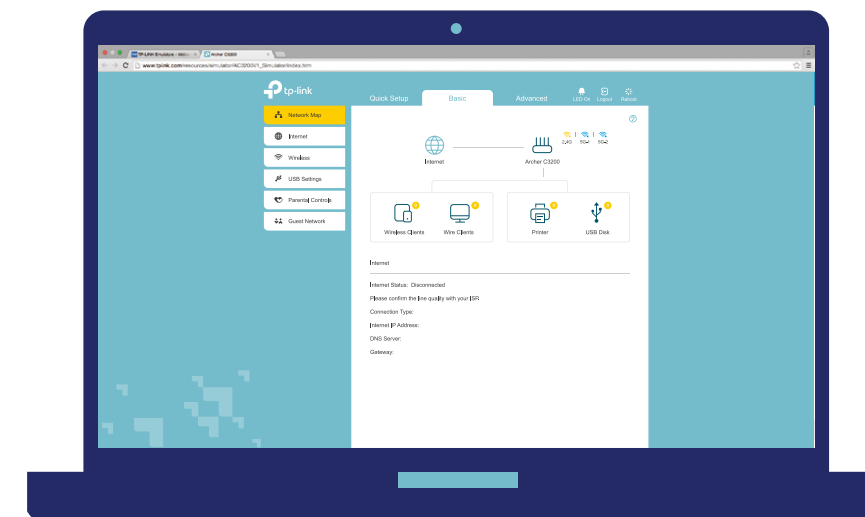 TP-LINK Emulators - Welco
Archer C3200
www.tplink.com/resources/simulator/AC3200V1_Simulator/index.htm
tp-link
Quick Setup
Basic
Advanced
LED On
Logout
Reboot
Network Map
Internet
Wireless
USB Settings
Parental Controls
Guest Network
Internet
Archer C3200
2.4G
5G-1
5G-2
Wireless Clients
Wire Clients
Printer
USB Disk
Internet
Internet Status: Disconnected
Please confirm the line quality with your ISP.
Connection Type:
Internet IP Address:
DNS Server:
Gateway: